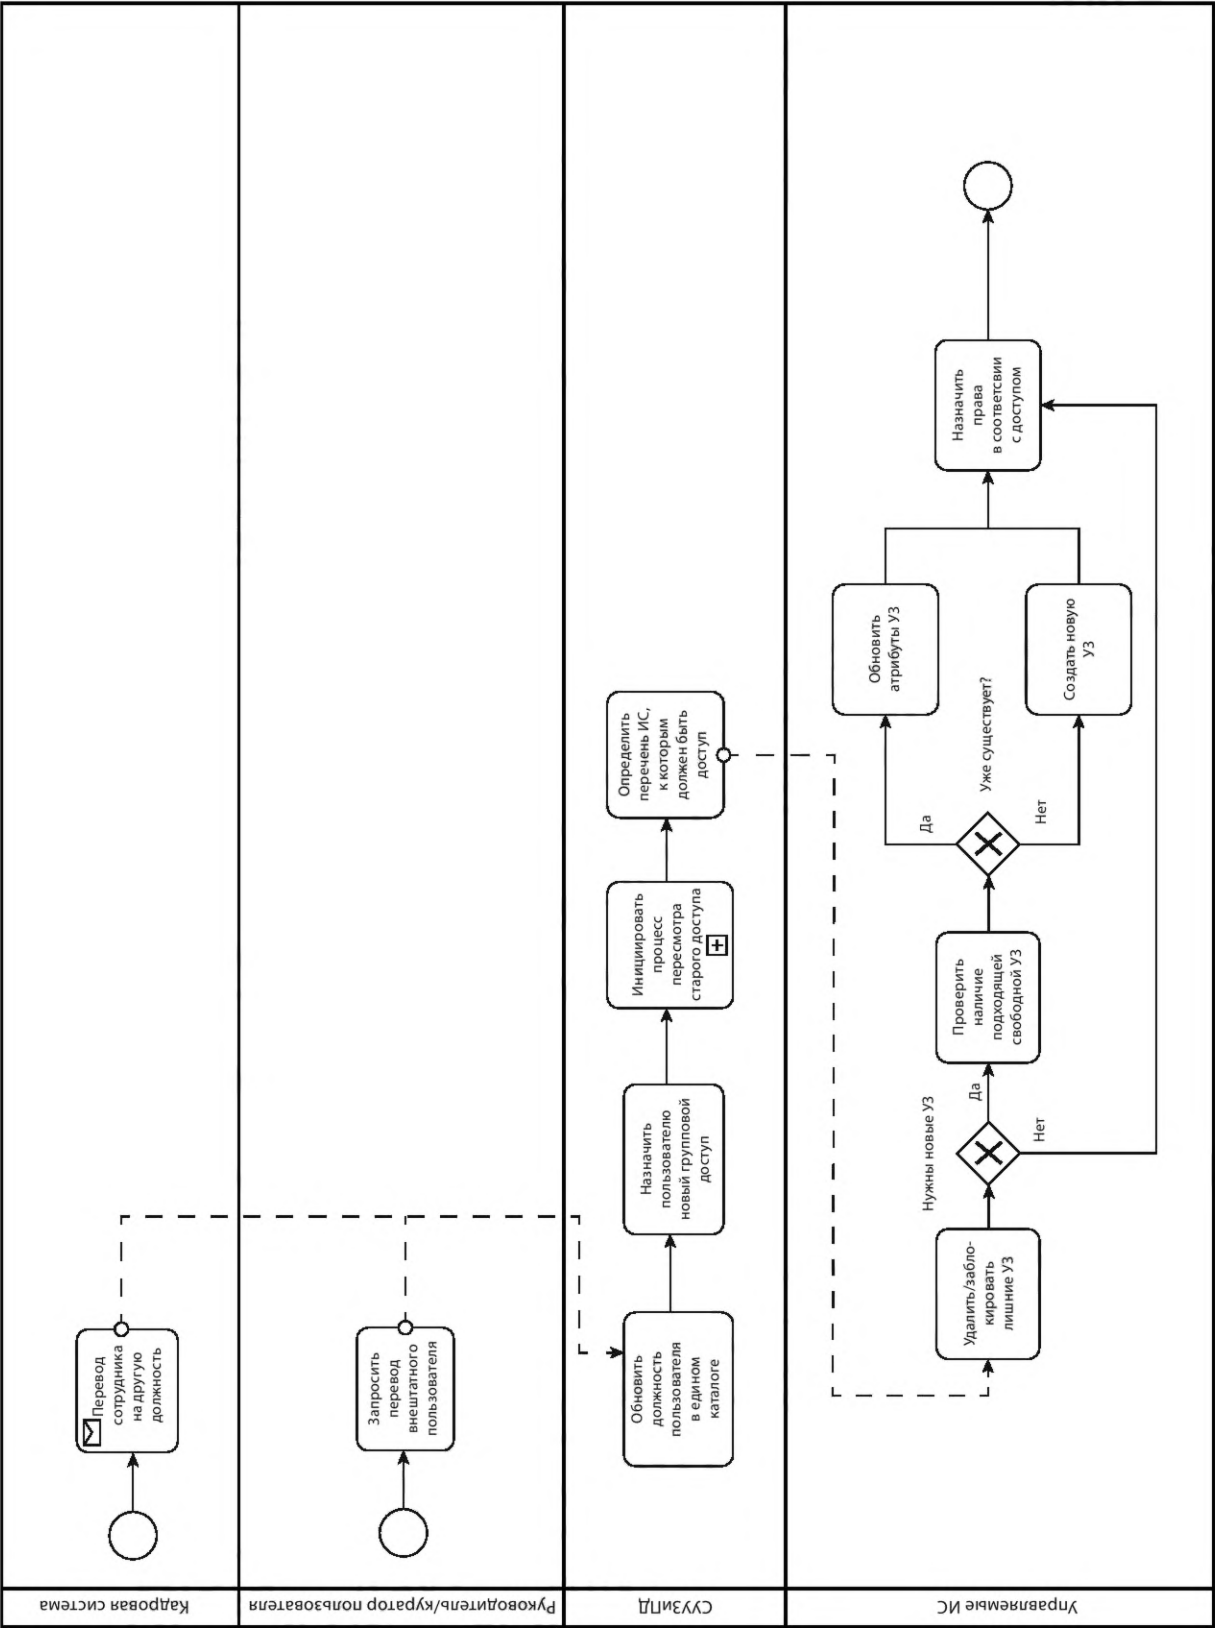 Кадровая система
Перевод
сотрудника
на другую
должность
Руководитель/куратор пользователя
Запросить
перевод
внештатного
пользователя
СУУЗиПД
Обновить
должность
пользователя
в едином
каталоге
Назначить
пользователю
новый групповой
доступ
Инициировать
процесс
пересмотра
старого доступа
Определить
перечень ИС,
к которым
должен быть
доступ
Управляемые ИС
Удалить/забло-
кировать
лишние УЗ
Нужны новые УЗ
Да
Нет
Проверить
наличие
подходящей
свободной УЗ
Уже существует?
Да
Нет
Обновить
атрибуты УЗ
Создать новую
УЗ
Назначить
права
в соответсвии
с доступом